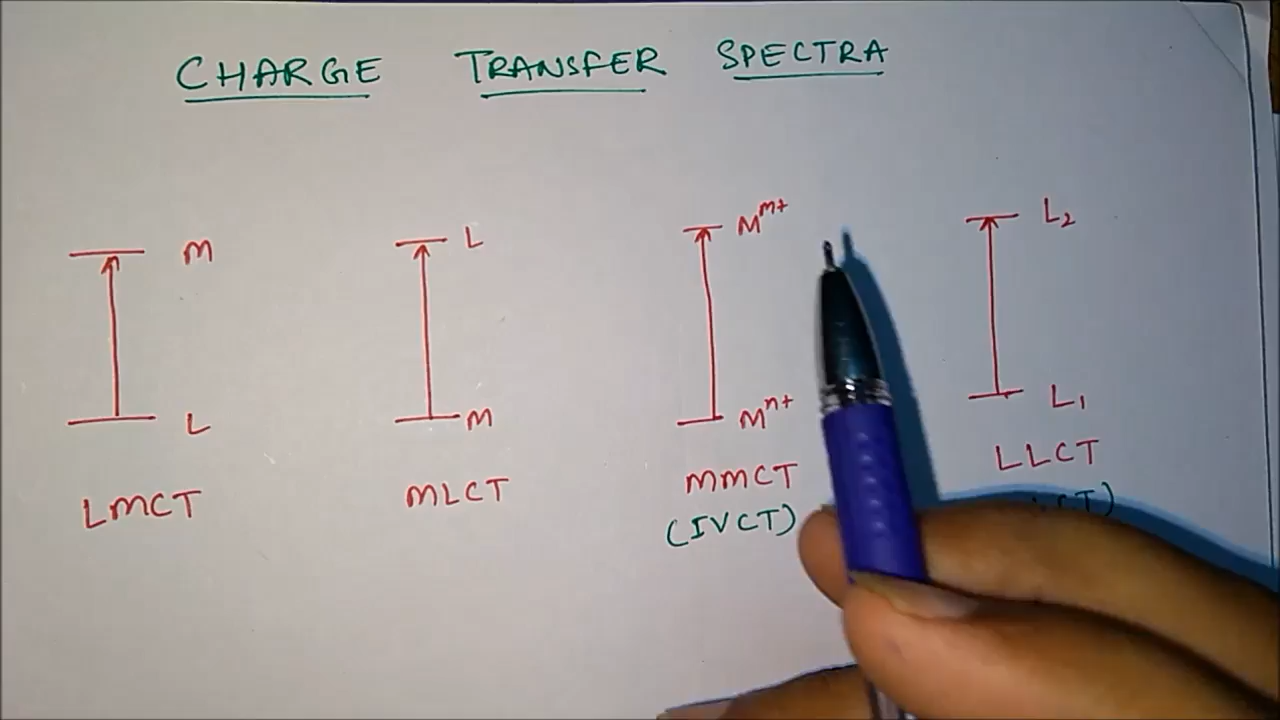 CHARGE TRANSFER SPECTRA
M
L
LMCT
L
M
MLCT
M^m+
M^n+
MMCT
(IVCT)
L₂
L₁
LLCT